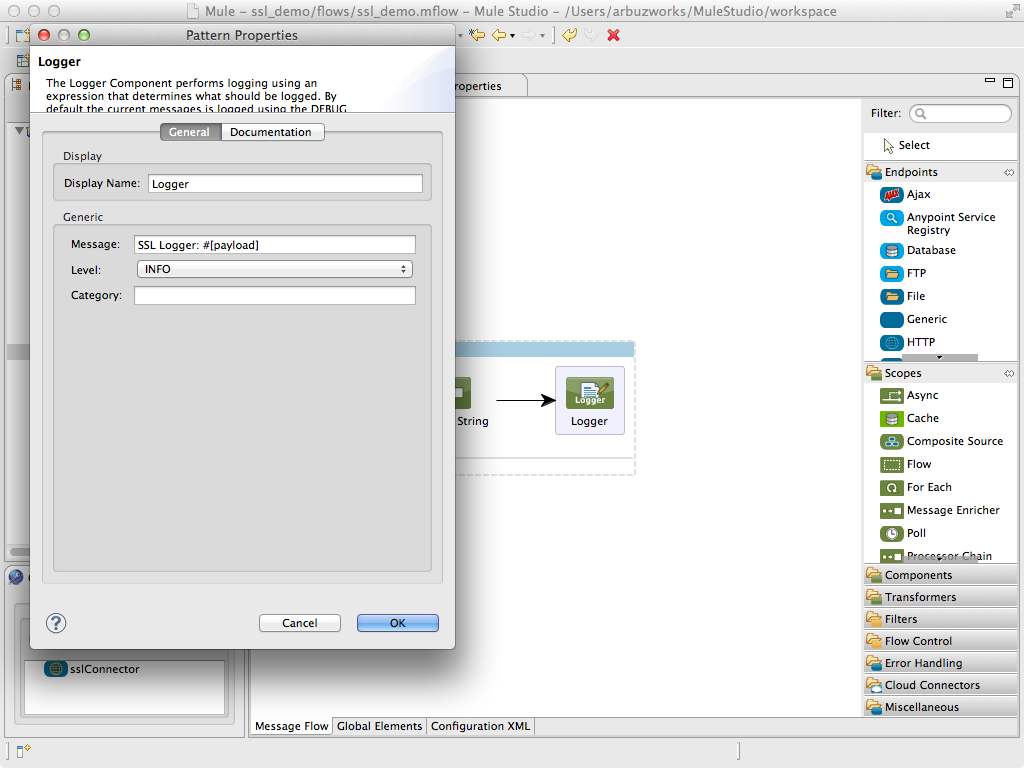 Mule – ssl_demo/flows/ssl_demo.mflow – Mule Studio – /Users/arbuzworks/MuleStudio/workspace
Pattern Properties
Logger
The Logger Component performs logging using an
expression that determines what should be logged. By
default the current messages is logged using the DEBUG
General
Documentation
Display
Display Name:
Logger
Generic
Message:
SSL Logger: #[payload]
Level:
INFO
Category:
?
Cancel
OK
sslConnector
String
Logger
Logger
Message Flow
Global Elements
Configuration XML
Filter:
Select
Endpoints
Ajax
Anypoint Service
Registry
Database
FTP
File
Generic
HTTP
Scopes
Async
Cache
Composite Source
Flow
For Each
Message Enricher
Poll
Processor Chain
Components
Transformers
Filters
Flow Control
Error Handling
Cloud Connectors
Miscellaneous